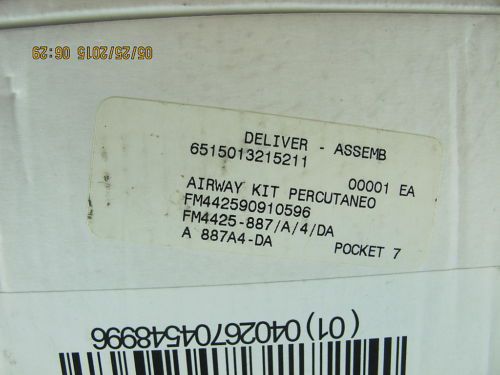 05/25/2015 06:29
DELIVER - ASSEMB
6515013215211
00001 EA
AIRWAY KIT PERCUTANEO
FM442590910596
FM4425-887/A/4/DA
A 887A4-DA
POCKET 7
(01)04026704548996